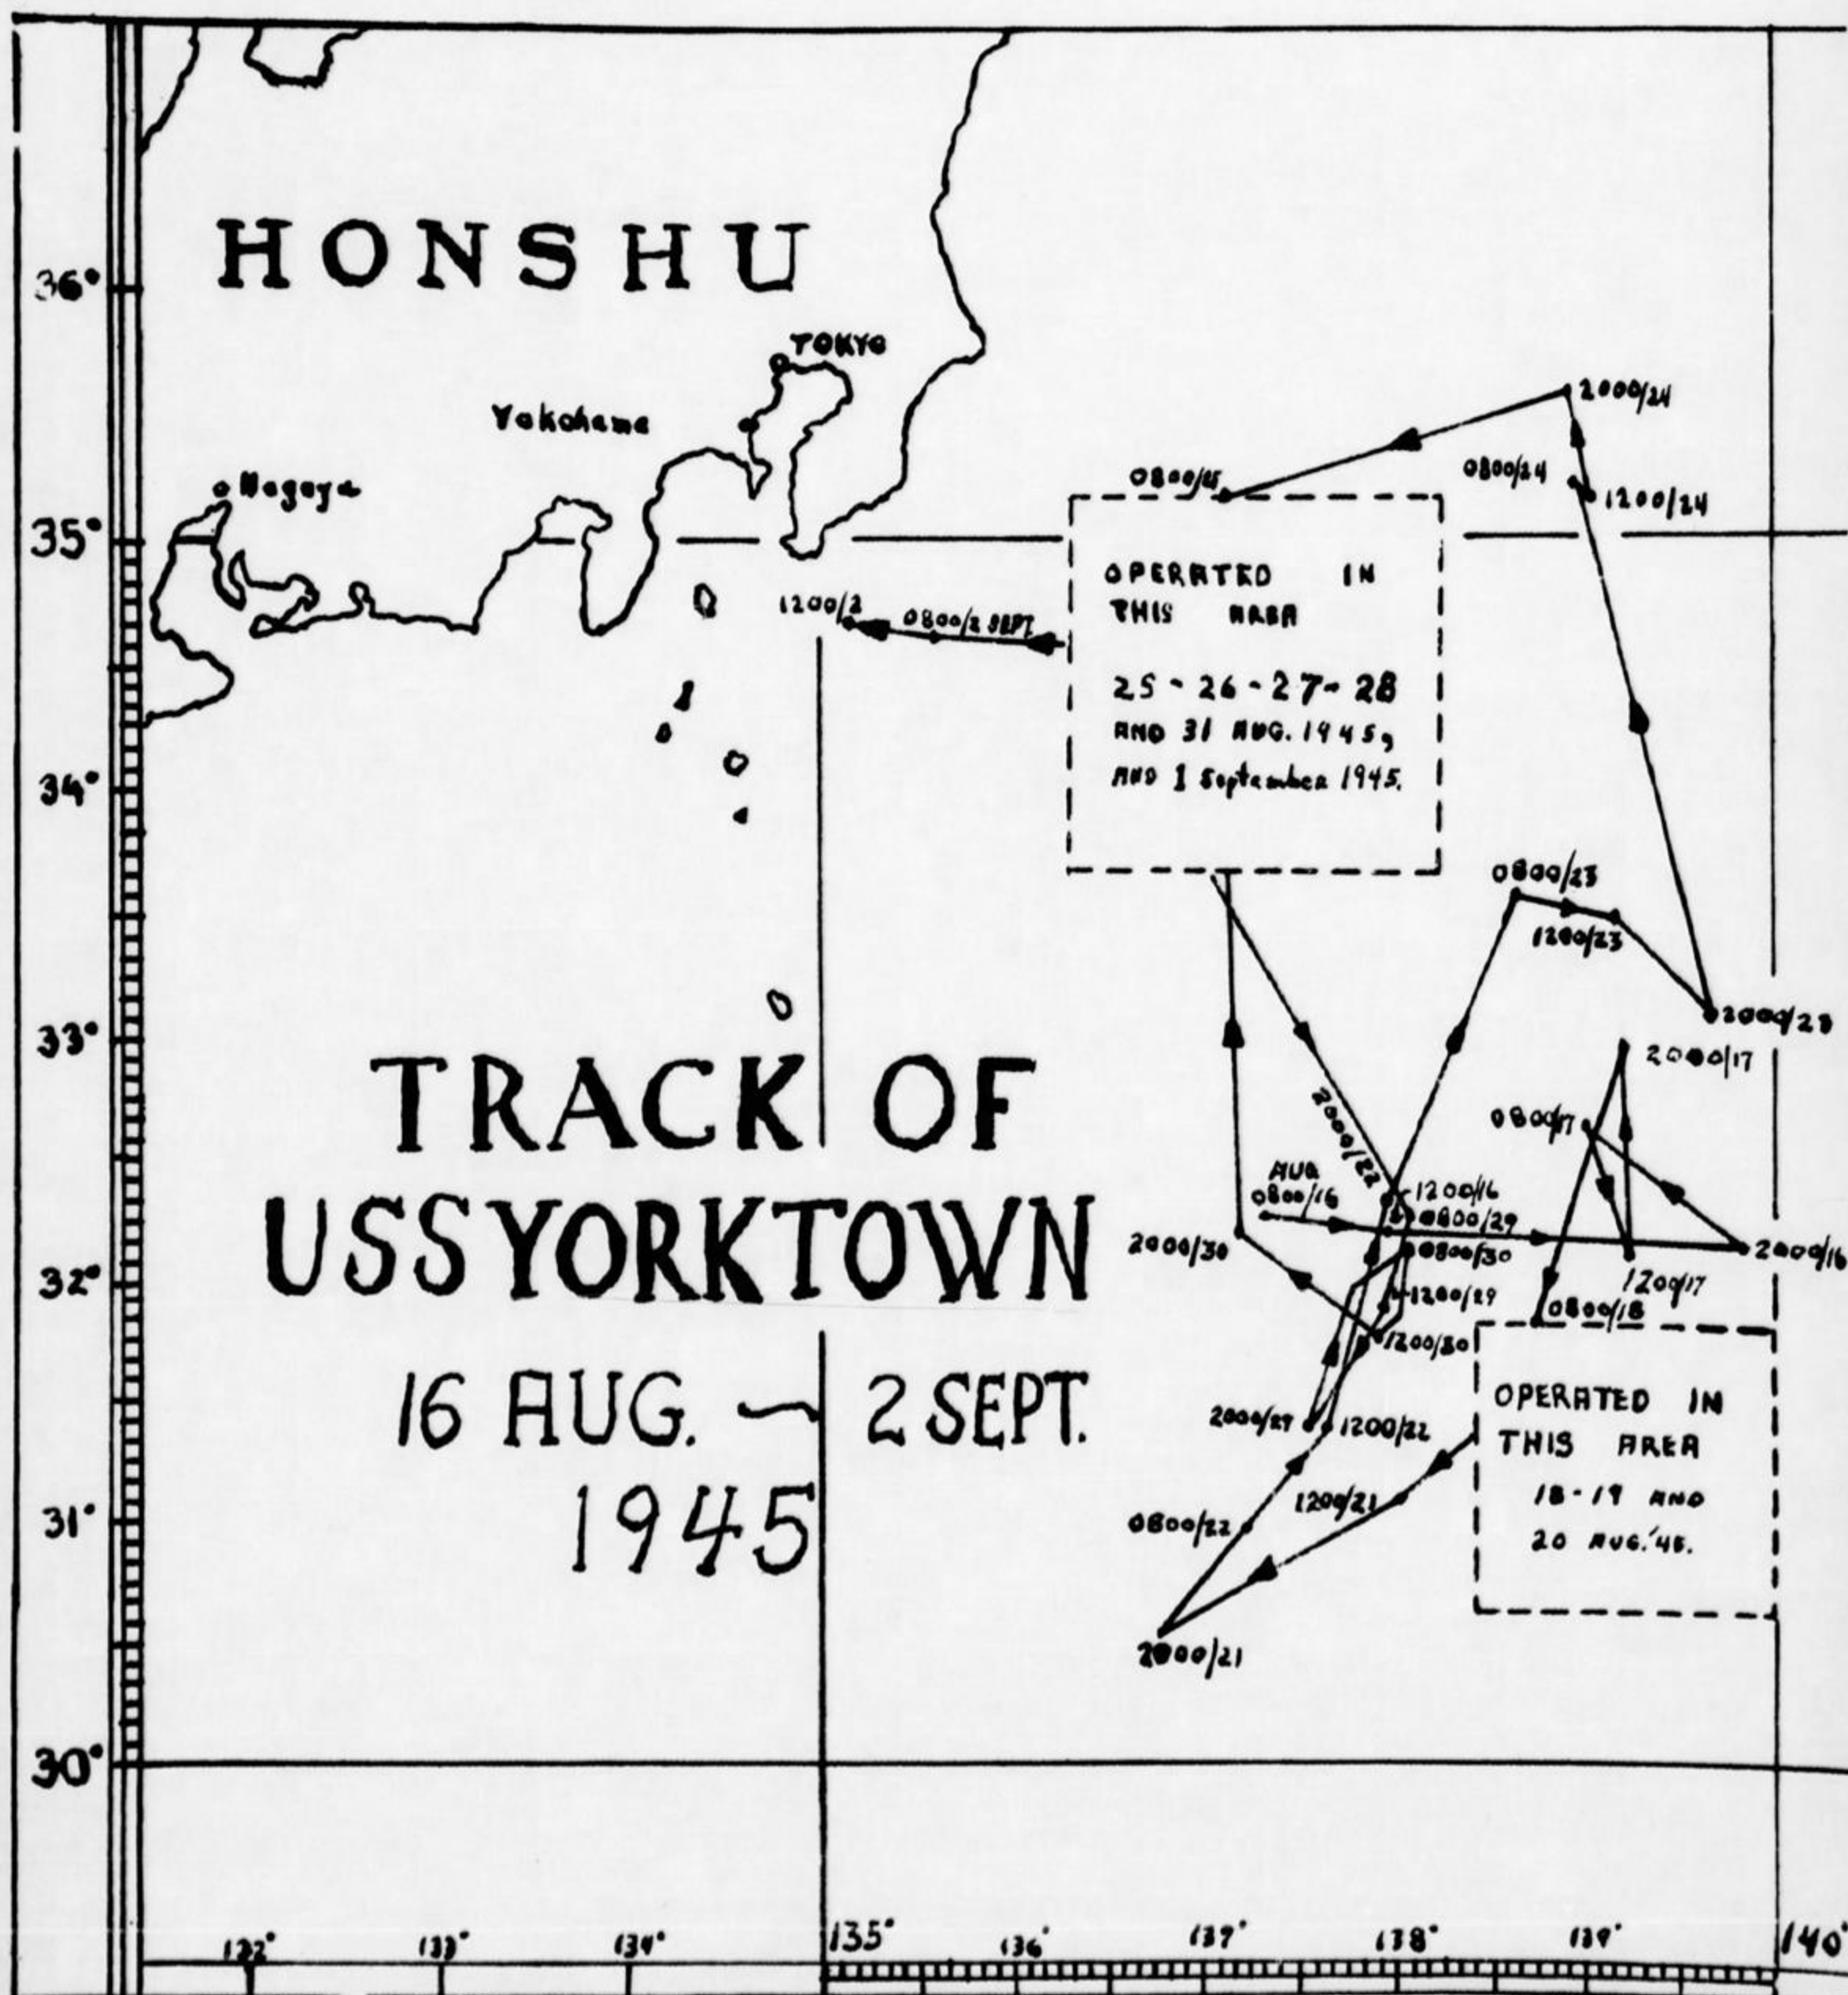 36°
HONSHU
TOKYO
Yokohama
Nagoya
35°
2000/24
0800/24
1200/24
0800/25
OPERATED IN
THIS AREA
25-26-27-28
AND 31 AUG. 1945,
AND 1 September 1945.
1200/2
0800/2 SEPT.
34°
0800/23
1200/23
2000/23
33°
2000/17
0800/17
TRACK OF
USS YORKTOWN
16 AUG. ~ 2 SEPT.
1945
2000/22
AUG
0800/16
1200/16
0800/29
2000/30
0800/30
2000/16
32°
1200/29
1200/17
0800/18
1200/30
OPERATED IN
THIS AREA
18-19 AND
20 AUG.'45.
2000/29
1200/22
31°
0800/22
1200/21
2000/21
30°
132° 133° 134° 135° 136° 137° 138° 139° 140°